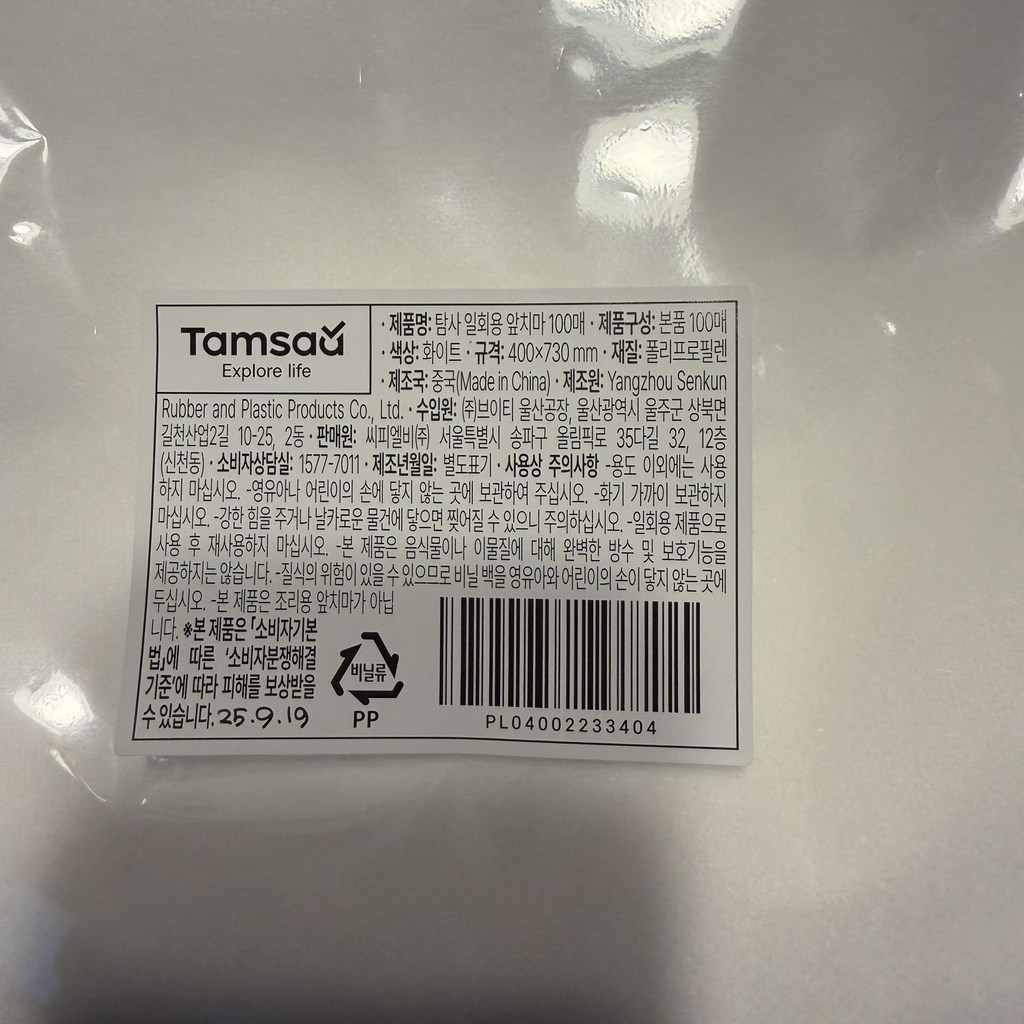 Tamsaa
Explore life
· 제품명: 탐사 일회용 앞치마 100매 · 제품구성: 본품 100매
· 색상: 화이트 · 규격: 400×730 mm · 재질: 폴리프로필렌
· 제조국: 중국(Made in China) · 제조원: Yangzhou Senkun
Rubber and Plastic Products Co., Ltd. · 수입원: (주)브이티 울산공장, 울산광역시 울주군 상북면
길천산업2길 10-25, 2동 · 판매원: 씨피엘비(주) 서울특별시 송파구 올림픽로 35다길 32, 12층
(신천동) · 소비자상담실: 1577-7011 · 제조년월일: 별도표기 · 사용상 주의사항 -용도 이외에는 사용
하지 마십시오. -영유아나 어린이의 손에 닿지 않는 곳에 보관하여 주십시오. -화기 가까이 보관하지
마십시오. -강한 힘을 주거나 날카로운 물건에 닿으면 찢어질 수 있으니 주의하십시오. -일회용 제품으로
사용 후 재사용하지 마십시오. -본 제품은 음식물이나 이물질에 대해 완벽한 방수 및 보호기능을
제공하지는 않습니다. -질식의 위험이 있을 수 있으므로 비닐 백을 영유아와 어린이의 손이 닿지 않는 곳에
두십시오. -본 제품은 조리용 앞치마가 아닙
니다. ※본 제품은 「소비자기본
법」에 따른 '소비자분쟁해결
기준'에 따라 피해를 보상받을
수 있습니다. 25.9.19
비닐류
PP
PL04002233404